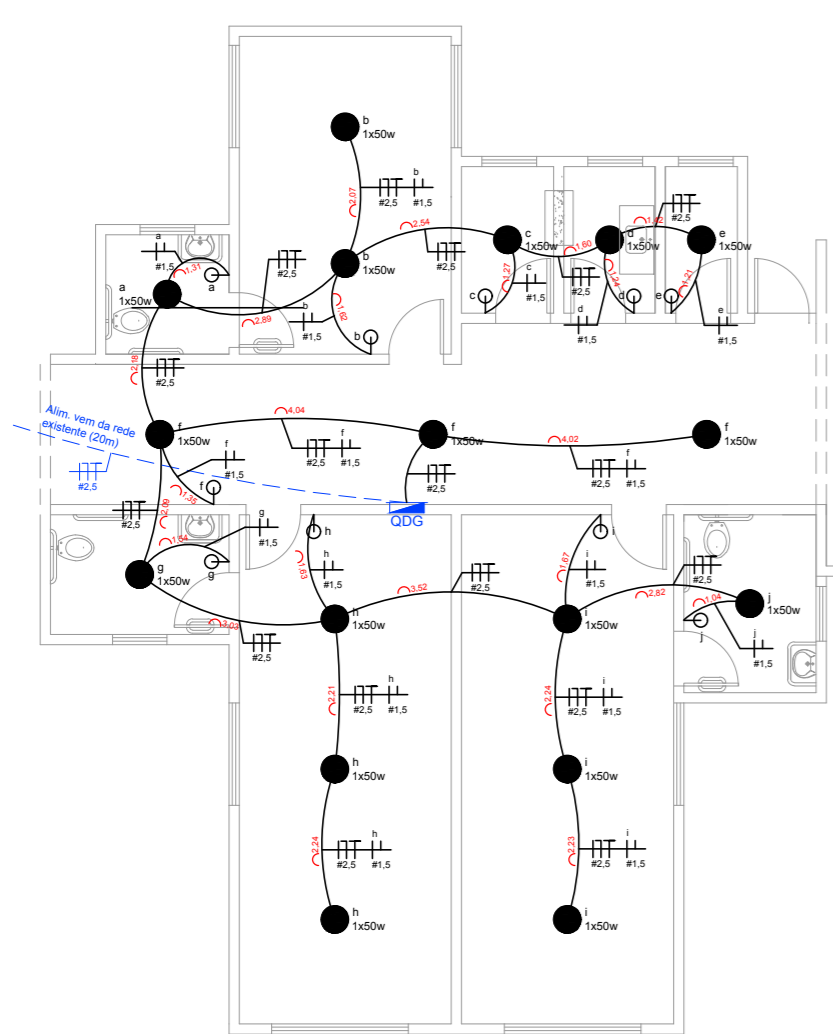 b
1x50w
b
#2,5
#1,5
2,07
2,54
a
#1,5
1,31
a
#2,5
b
1x50w
#2,5
c
1x50w
1,60
d
1x50w
1,42
#2,5
e
1x50w
a
1x50w
2,89
b
#1,5
1,62
b
1,27
c
#1,5
c
#2,5
1,24
d
d
#1,5
1,21
e
e
#1,5
2,18
#2,5
Alim. vem da rede
existente (20m)
#2,5
f
1x50w
4,04
f
#2,5
#1,5
f
1x50w
4,02
f
#2,5
#1,5
f
1x50w
f
#1,5
1,35
f
#2,5
QDG
#2,5
2,09
g
#1,5
1,54
g
g
1x50w
3,03
#2,5
h
1,63
h
#1,5
3,52
#2,5
i
1,67
i
#1,5
2,82
#2,5
h
1x50w
i
1x50w
j
1x50w
1,04
j
j
#1,5
2,21
h
#2,5
#1,5
2,24
i
#2,5
#1,5
h
1x50w
i
1x50w
2,24
h
#2,5
#1,5
2,23
i
#2,5
#1,5
h
1x50w
i
1x50w